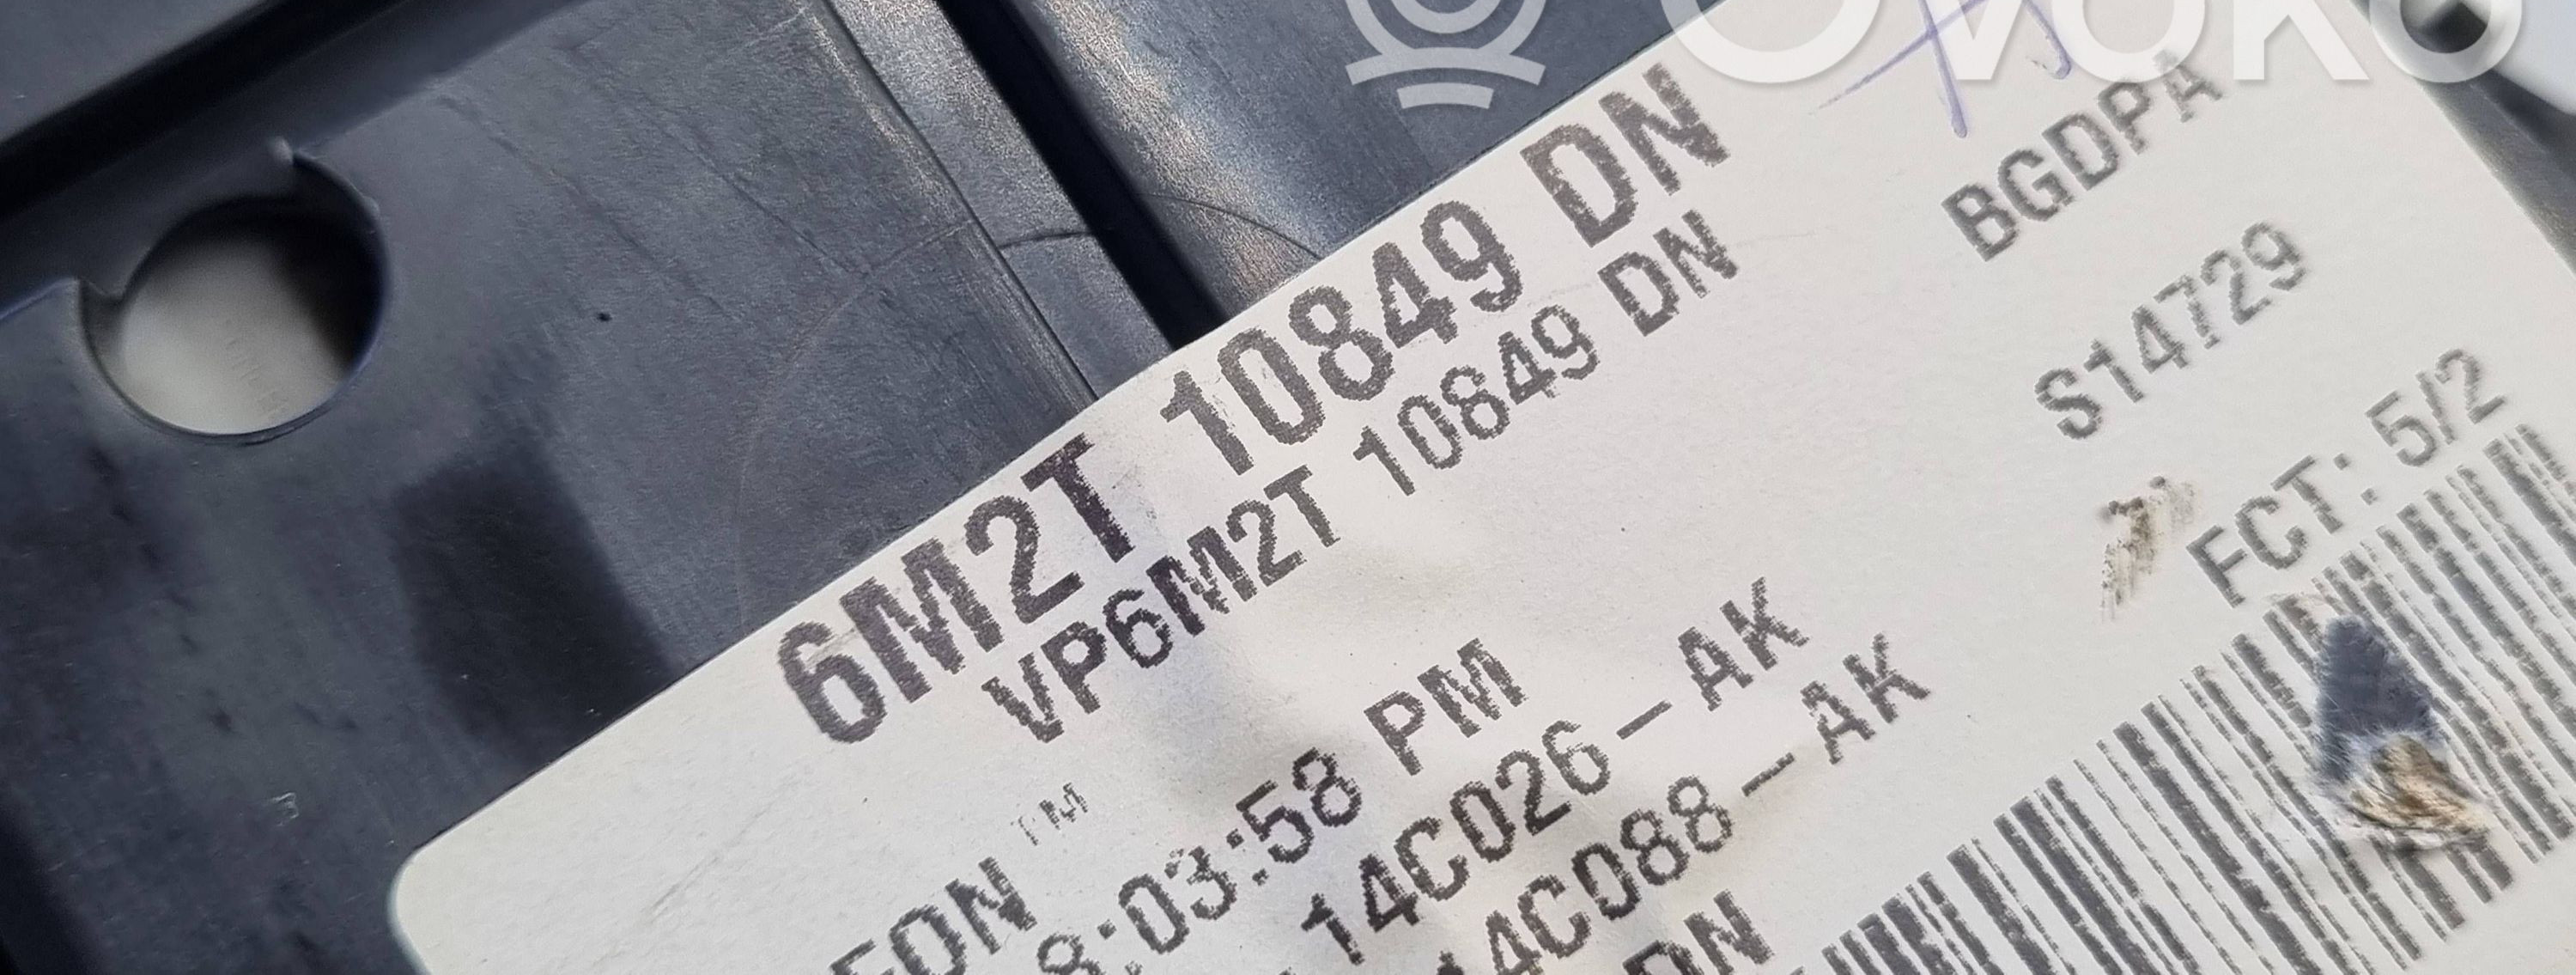 OVOKO
6M2T 10849 DN
VP6M2T 10849 DN
BGDPA
S14729
FCT: 5/2
EON TM
8:03:58 PM
14C026-AK
14C088-AK
DN